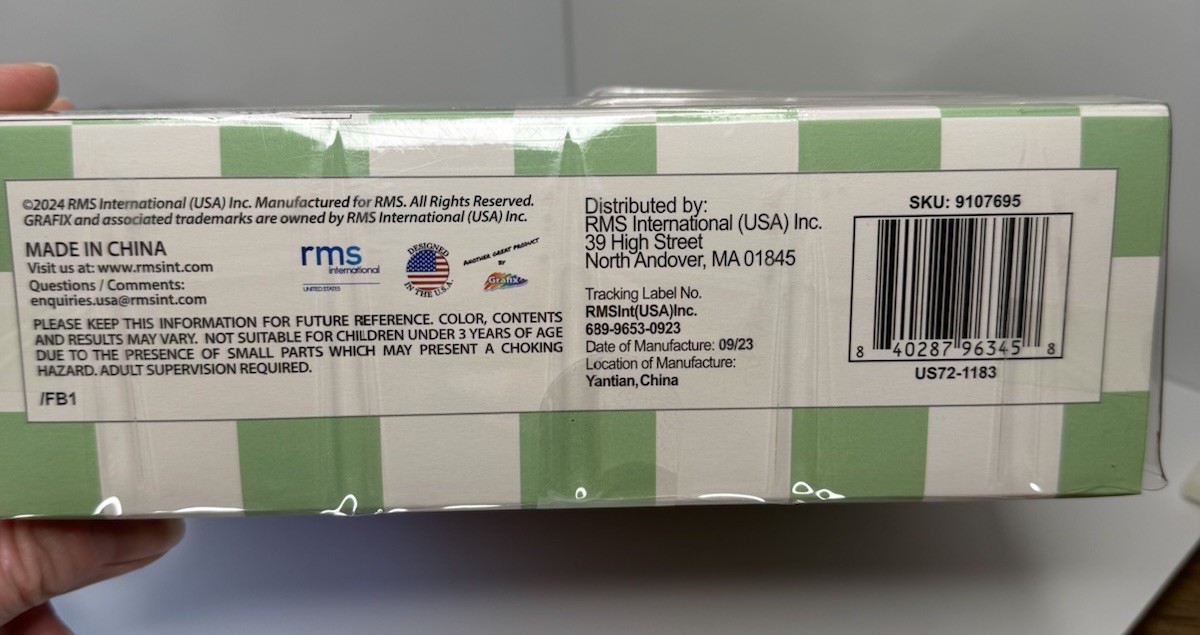 ©2024 RMS International (USA) Inc. Manufactured for RMS. All Rights Reserved.
GRAFIX and associated trademarks are owned by RMS International (USA) Inc.
MADE IN CHINA
Visit us at: www.rmsint.com
Questions / Comments:
enquiries.usa@rmsint.com
rms
international
UNITED STATES
DESIGNED
IN THE U.S.A.
ANOTHER GREAT PRODUCT
BY
Grafix
PLEASE KEEP THIS INFORMATION FOR FUTURE REFERENCE. COLOR, CONTENTS
AND RESULTS MAY VARY. NOT SUITABLE FOR CHILDREN UNDER 3 YEARS OF AGE
DUE TO THE PRESENCE OF SMALL PARTS WHICH MAY PRESENT A CHOKING
HAZARD. ADULT SUPERVISION REQUIRED.
/FB1
Distributed by:
RMS International (USA) Inc.
39 High Street
North Andover, MA 01845
Tracking Label No.
RMSInt(USA)Inc.
689-9653-0923
Date of Manufacture: 09/23
Location of Manufacture:
Yantian,China
SKU: 9107695
8 40287 96345 8
US72-1183